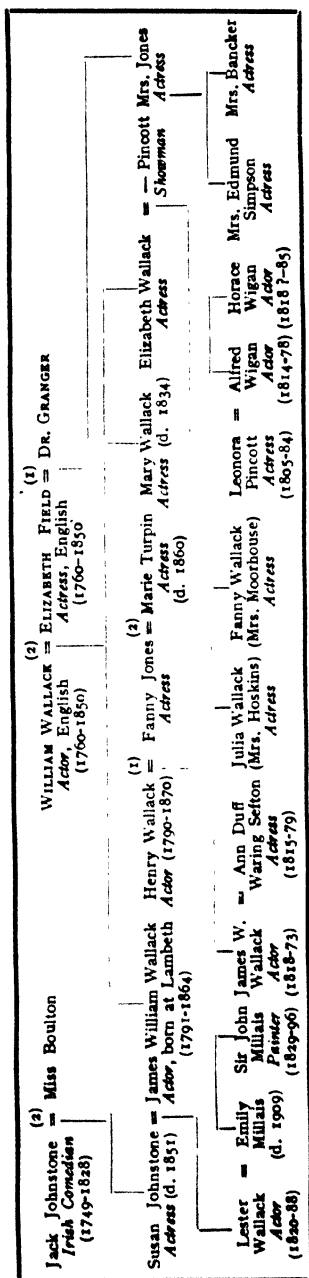 (2)
Jack Johnstone = Miss Boulton
Irish Comedian
(1749-1828)
(2) (1)
WILLIAM WALLACK = ELIZABETH FIELD = DR. GRANGER
Actor, English Actress, English
(1760-1850) (1760-1850)
Susan Johnstone = James William Wallack
Actress (d. 1851) Actor, born at Lambeth
(1791-1864)
(1) (2)
Henry Wallack = Fanny Jones = Marie Turpin
Actor (1790-1870) Actress Actress
(d. 1860)
Mary Wallack
Actress (d. 1834)
Elizabeth Wallack = — Pincott
Actress Showman
Mrs. Jones
Actress
Lester = Emily
Wallack Millais
Actor (d. 1909)
(1820-88)
Sir John
Millais
Painter
(1829-96)
James W. = Ann Duff
Wallack Waring Sefton
Actor Actress
(1818-73) (1815-79)
Julia Wallack
(Mrs. Hoskins)
Actress
Fanny Wallack
(Mrs. Moorhouse)
Actress
Leonora = Alfred
Pincott Wigan
Actress Actor
(1805-84) (1814-78)
Horace
Wigan
Actor
(1818 ?-85)
Mrs. Edmund
Simpson
Actress
Mrs. Bancker
Actress